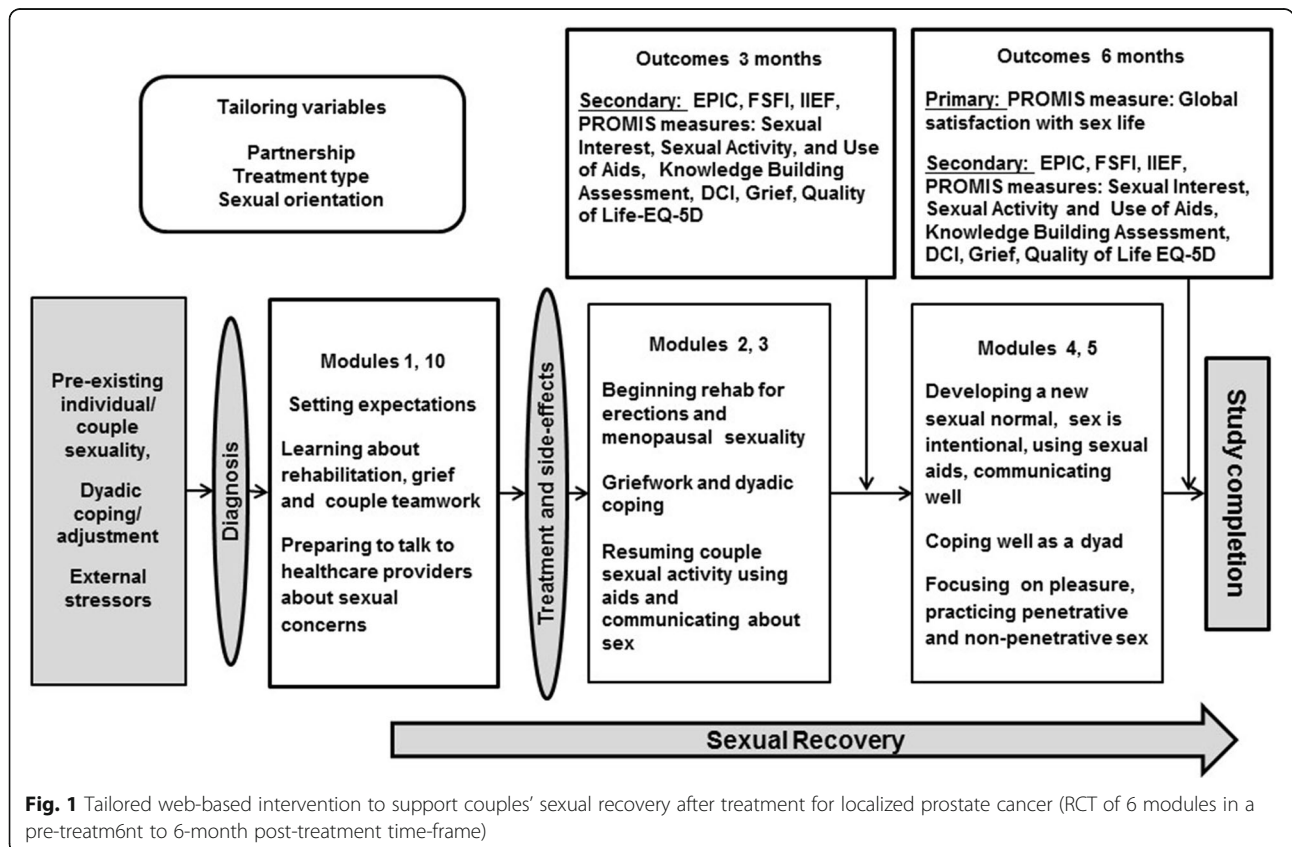 Tailoring variables
Partnership
Treatment type
Sexual orientation
Outcomes 3 months
Secondary: EPIC, FSFI, IIEF,
PROMIS measures: Sexual
Interest, Sexual Activity, and Use
of Aids, Knowledge Building
Assessment, DCI, Grief, Quality
of Life-EQ-5D
Outcomes 6 months
Primary: PROMIS measure: Global
satisfaction with sex life
Secondary: EPIC, FSFI, IIEF,
PROMIS measures: Sexual Interest,
Sexual Activity and Use of Aids,
Knowledge Building Assessment,
DCI, Grief, Quality of Life EQ-5D
Pre-existing
individual/
couple
sexuality,
Dyadic
coping/
adjustment
External
stressors
Diagnosis
Modules 1, 10
Setting expectations
Learning about
rehabilitation, grief
and couple teamwork
Preparing to talk to
healthcare providers
about sexual
concerns
Treatment and side-effects
Modules 2, 3
Beginning rehab for
erections and
menopausal sexuality
Griefwork and dyadic
coping
Resuming couple
sexual activity using
aids and
communicating about
sex
Modules 4, 5
Developing a new
sexual normal, sex is
intentional, using sexual
aids, communicating
well
Coping well as a dyad
Focusing on pleasure,
practicing penetrative
and non-penetrative sex
Study completion
Sexual Recovery
Fig. 1 Tailored web-based intervention to support couples' sexual recovery after treatment for localized prostate cancer (RCT of 6 modules in a
pre-treatm6nt to 6-month post-treatment time-frame)